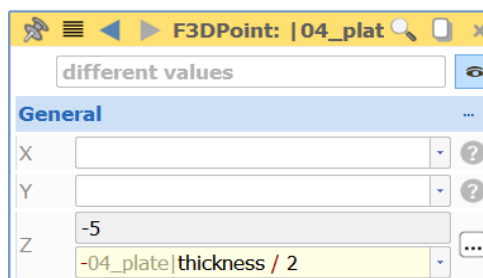 F3DPoint: |04_plat
different values
General
...
X
?
Y
?
Z
-5
...
-04_plate|thickness / 2